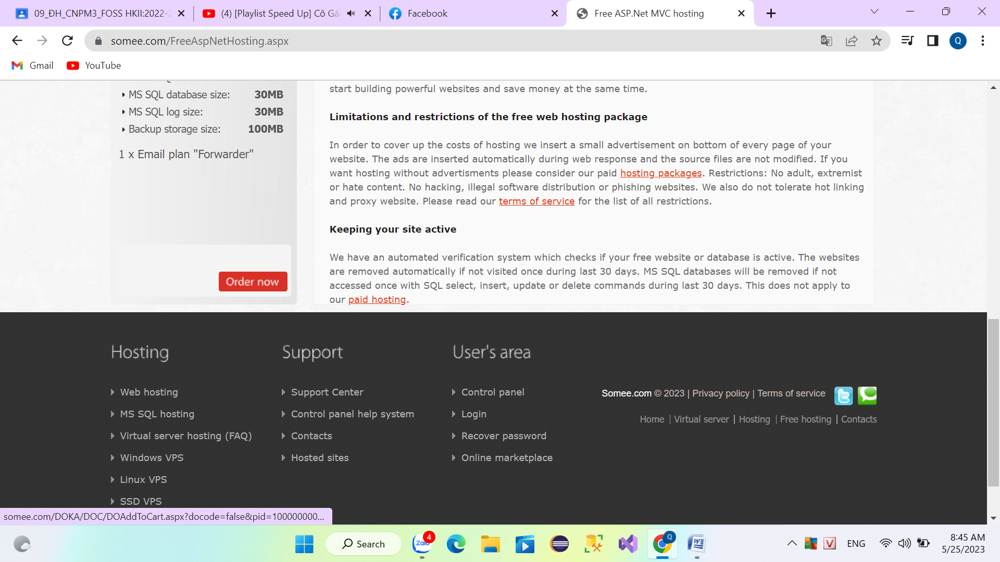 09_ĐH_CNPM3_FOSS HKII:2022-2
(4) [Playlist Speed Up] Cô Gái
Facebook
Free ASP.Net MVC hosting
somee.com/FreeAspNetHosting.aspx
Q
Gmail
YouTube
MS SQL database size: 30MB
MS SQL log size: 30MB
Backup storage size: 100MB
1 x Email plan "Forwarder"
Order now
start building powerful websites and save money at the same time.
Limitations and restrictions of the free web hosting package
In order to cover up the costs of hosting we insert a small advertisement on bottom of every page of your
website. The ads are inserted automatically during web response and the source files are not modified. If you
want hosting without advertisments please consider our paid hosting packages. Restrictions: No adult, extremist
or hate content. No hacking, illegal software distribution or phishing websites. We also do not tolerate hot linking
and proxy website. Please read our terms of service for the list of all restrictions.
Keeping your site active
We have an automated verification system which checks if your free website or database is active. The websites
are removed automatically if not visited once during last 30 days. MS SQL databases will be removed if not
accessed once with SQL select, insert, update or delete commands during last 30 days. This does not apply to
our paid hosting.
Hosting
Web hosting
MS SQL hosting
Virtual server hosting (FAQ)
Windows VPS
Linux VPS
SSD VPS
Support
Support Center
Control panel help system
Contacts
Hosted sites
User's area
Control panel
Login
Recover password
Online marketplace
Somee.com © 2023 | Privacy policy | Terms of service
Home | Virtual server | Hosting | Free hosting | Contacts
somee.com/DOKA/DOC/DOAddToCart.aspx?docode=false&pid=100000000...
Search
Zalo
4
Q
ENG
8:45 AM
5/25/2023